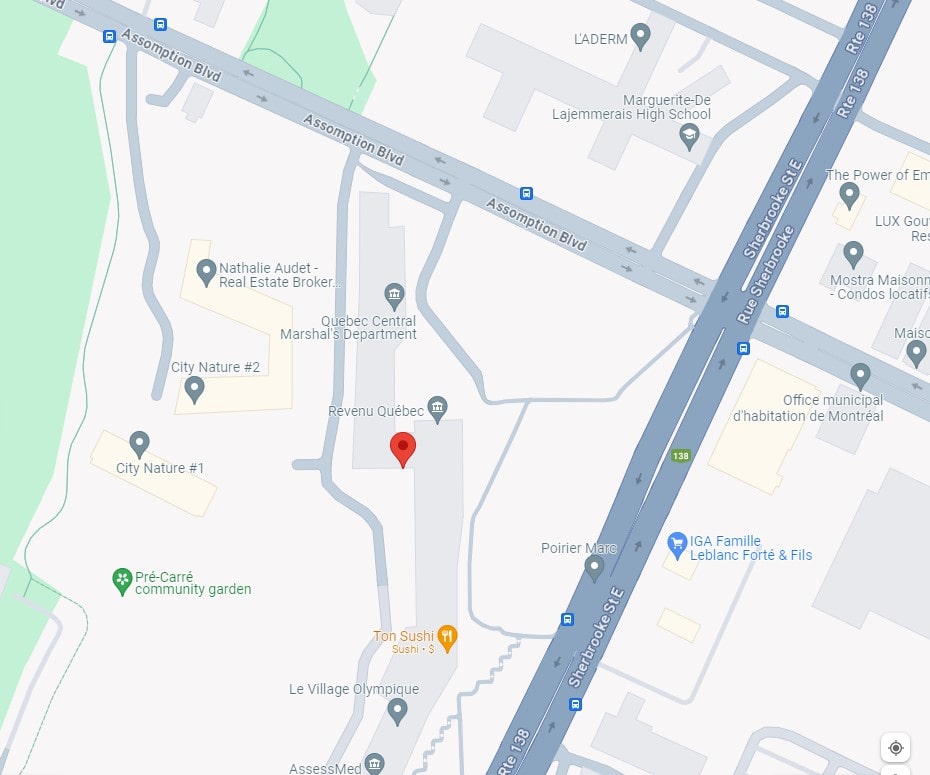 Rte 138
L'ADERM
Assomption Blvd
Rte 138
Marguerite-De
Lajemmerais High School
Assomption Blvd
Sherbrooke St E
The Power of Em
Assomption Blvd
LUX Gou
Res
Rue Sherbrooke
Nathalie Audet -
Real Estate Broker...
Mostra Maisonn
- Condos locatifs
Quebec Central
Marshal's Department
Maiso
City Nature #2
Office municipal
d'habitation de Montréal
Revenu Québec
138
City Nature #1
Poirier Marc
IGA Famille
Leblanc Forté & Fils
Pré-Carré
community garden
Sherbrooke St E
Ton Sushi
Sushi • $
Le Village Olympique
Rte 138
AssessMed